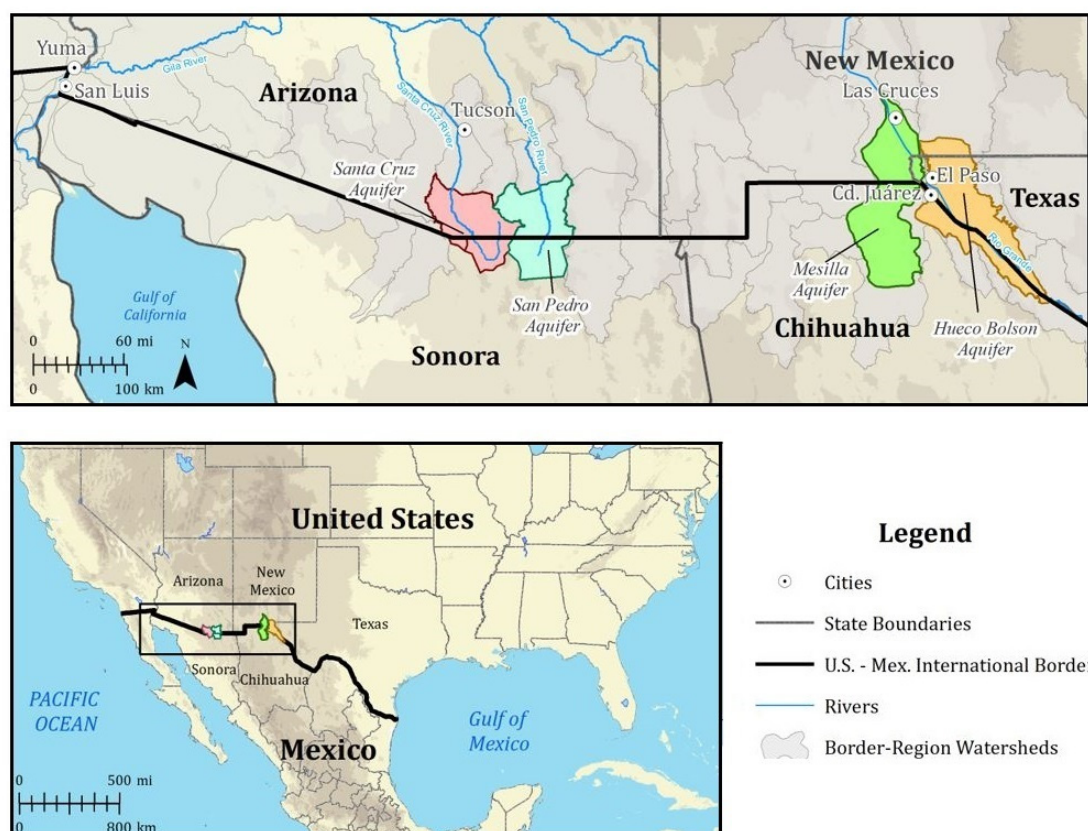 Yuma
San Luis
Gila River
Arizona
Santa Cruz River
Tucson
San Pedro River
Santa Cruz
Aquifer
San Pedro
Aquifer
Sonora
Gulf of
California
0 60 mi
0 100 km
N
New Mexico
Las Cruces
El Paso
Cd. Juárez
Texas
Rio Grande
Mesilla
Aquifer
Chihuahua
Hueco Bolson
Aquifer
United States
Arizona
New
Mexico
Texas
Sonora
Chihuahua
PACIFIC
OCEAN
Gulf of
Mexico
Mexico
0 500 mi
0 800 km
Legend
Cities
State Boundaries
U.S. - Mex. International Border
Rivers
Border-Region Watersheds